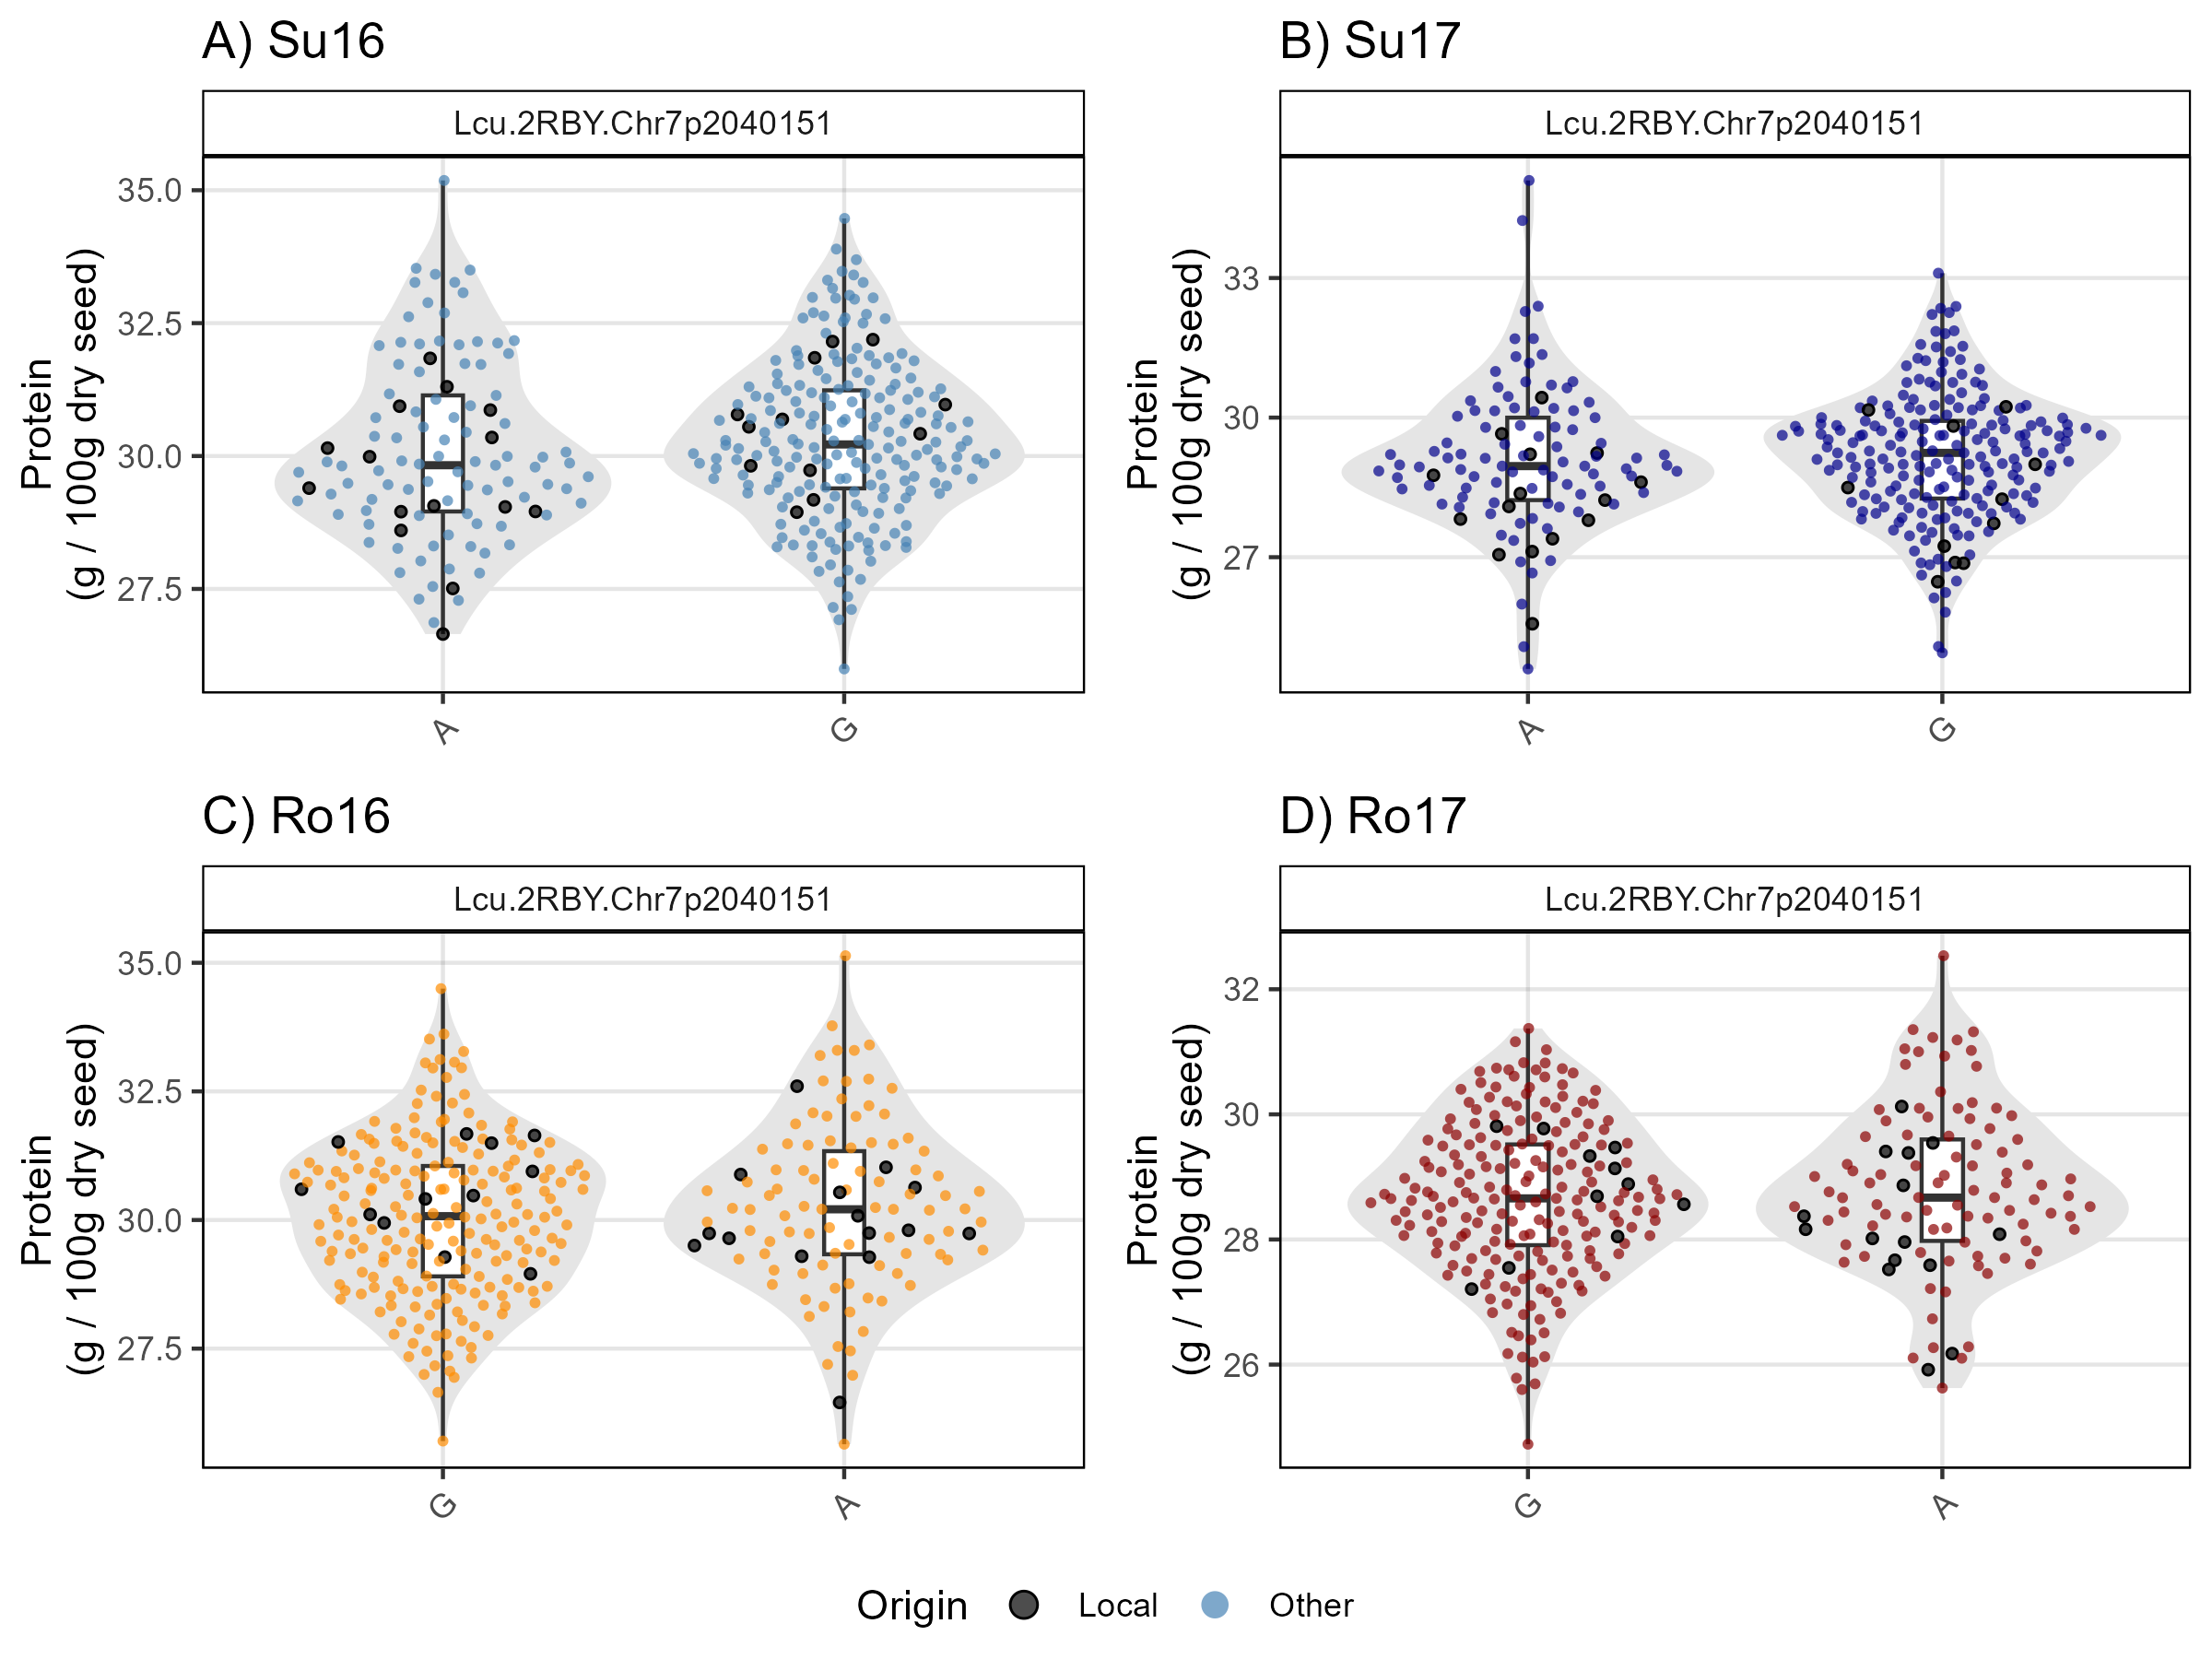 A) Su16
Lcu.2RBY.Chr7p2040151
Protein
(g / 100g dry seed)
35.0
32.5
30.0
27.5
A
G
B) Su17
Lcu.2RBY.Chr7p2040151
Protein
(g / 100g dry seed)
33
30
27
A
G
C) Ro16
Lcu.2RBY.Chr7p2040151
Protein
(g / 100g dry seed)
35.0
32.5
30.0
27.5
G
A
D) Ro17
Lcu.2RBY.Chr7p2040151
Protein
(g / 100g dry seed)
32
30
28
26
G
A
Origin Local Other